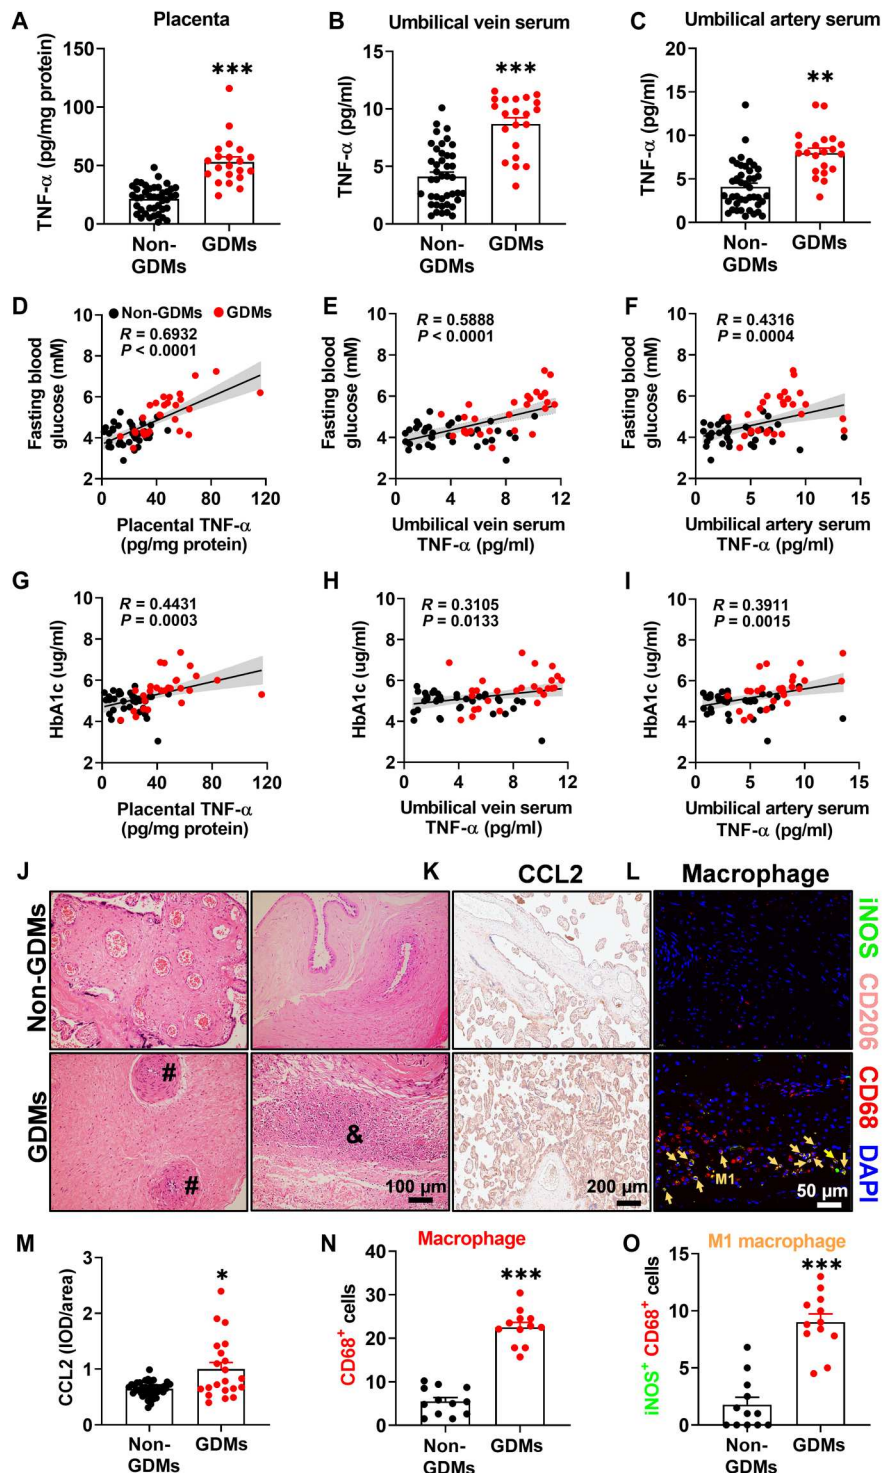 A Placenta
TNF-α (pg/mg protein)
150
100
50
0
***
Non-
GDMs
GDMs
B Umbilical vein serum
TNF-α (pg/ml)
15
10
5
0
***
Non-
GDMs
GDMs
C Umbilical artery serum
TNF-α (pg/ml)
20
15
10
5
0
**
Non-
GDMs
GDMs
D
Non-GDMs GDMs
R = 0.6932
P < 0.0001
Fasting blood
glucose (mM)
10
8
6
4
2
0 40 80 120
Placental TNF-α
(pg/mg protein)
E
R = 0.5888
P < 0.0001
Fasting blood
glucose (mM)
10
8
6
4
2
0 4 8 12
Umbilical vein serum
TNF-α (pg/ml)
F
R = 0.4316
P = 0.0004
Fasting blood
glucose (mM)
10
8
6
4
2
0 5 10 15
Umbilical artery serum
TNF-α (pg/ml)
G
R = 0.4431
P = 0.0003
HbA1c (ug/ml)
10
8
6
4
2
0 40 80 120
Placental TNF-α
(pg/mg protein)
H
R = 0.3105
P = 0.0133
HbA1c (ug/ml)
10
8
6
4
2
0 4 8 12
Umbilical vein serum
TNF-α (pg/ml)
I
R = 0.3911
P = 0.0015
HbA1c (ug/ml)
10
8
6
4
2
0 5 10 15
Umbilical artery serum
TNF-α (pg/ml)
J
K CCL2
L Macrophage
Non-GDMs
GDMs
#
#
&
100 µm
200 µm
M1
50 µm
iNOS CD206 CD68 DAPI
M
CCL2 (IOD/area)
3
2
1
0
*
Non-
GDMs
GDMs
N Macrophage
CD68+ cells
40
30
20
10
0
***
Non-
GDMs
GDMs
O M1 macrophage
iNOS+ CD68+ cells
15
10
5
0
***
Non-
GDMs
GDMs